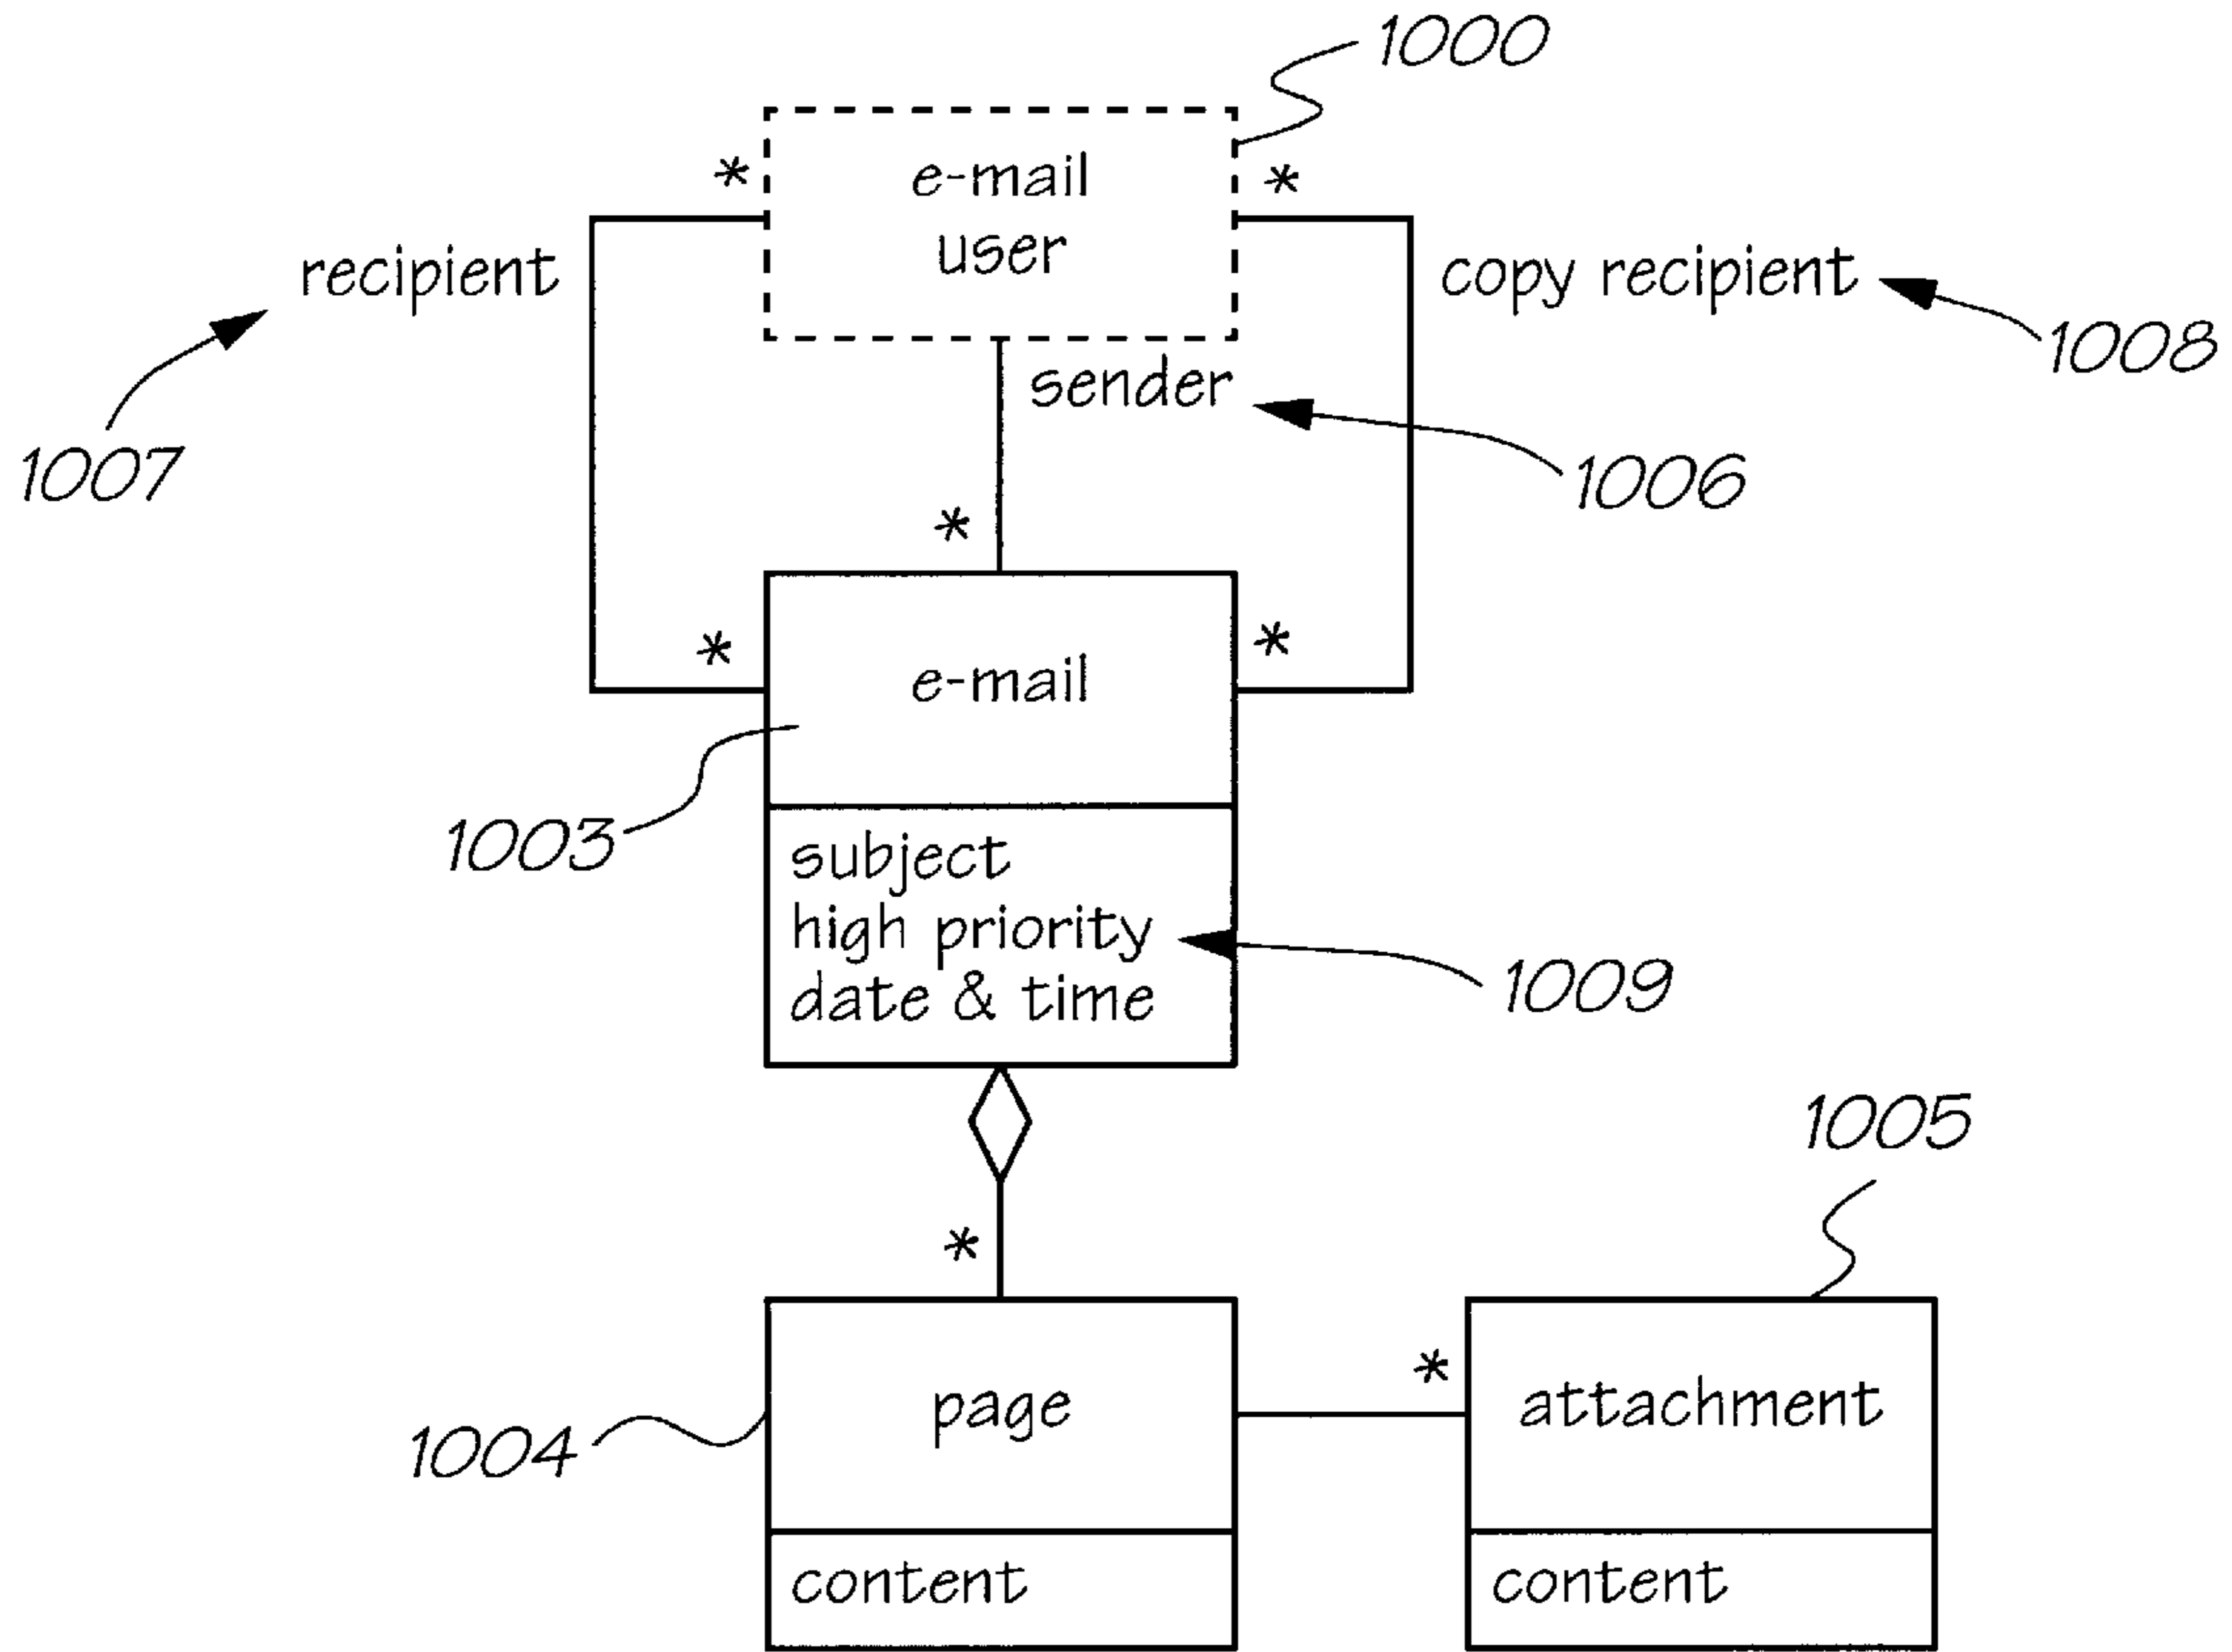 1000
*
e-mail
user
*
recipient
copy recipient
1008
sender
1007
1006
*
*
e-mail
*
1003
subject
high priority
date & time
1009
1005
*
*
page
attachment
1004
content
content